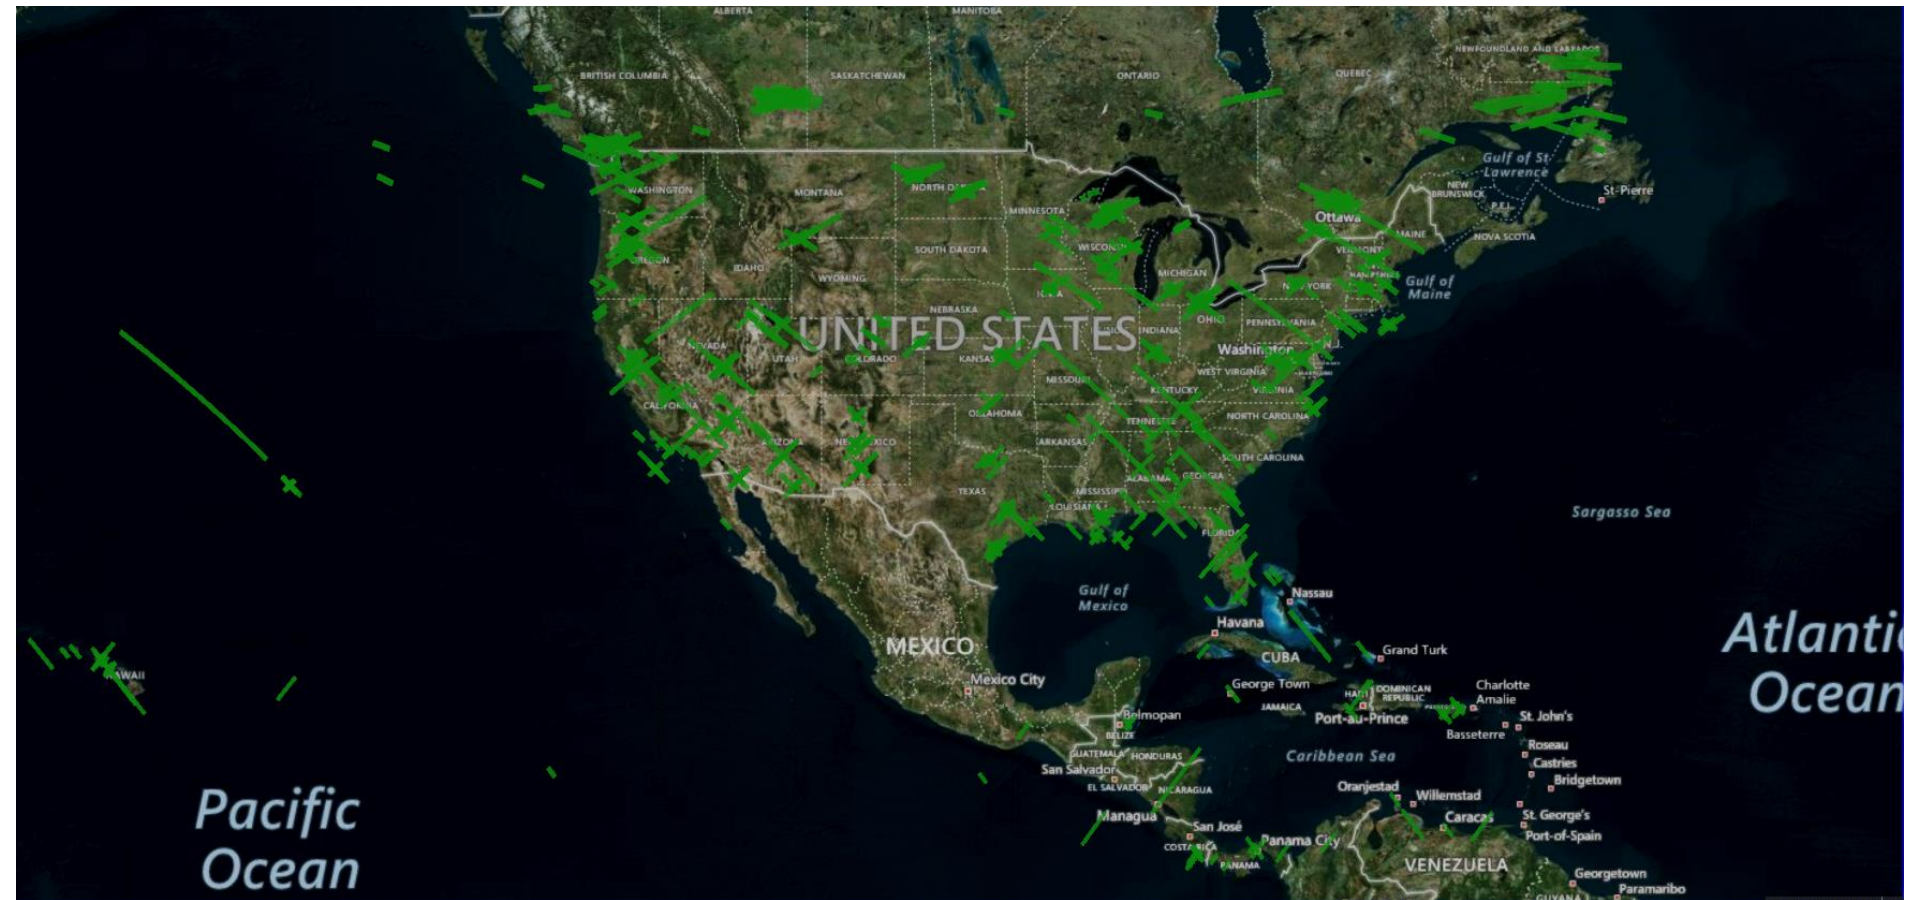 ALBERTA
MANITOBA
NEWFOUNDLAND AND LABRADOR
BRITISH COLUMBIA
SASKATCHEWAN
ONTARIO
QUEBEC
Gulf of St
Lawrence
WASHINGTON
MONTANA
NORTH
NEW
BRUNSWICK
St-Pierre
P.E.I.
MINNESOTA
Ottawa
MAINE
NOVA SCOTIA
OREGON
SOUTH DAKOTA
WISCONSIN
VERMONT
IDAHO
WYOMING
MICHIGAN
HAMPSHIRE
Gulf of
Maine
IOWA
NEW YORK
NEBRASKA
OHIO
PENNSYLVANIA
UNITED STATES
INDIANA
NEVADA
UTAH
COLORADO
KANSAS
Washington
N.J.
MISSOURI
WEST VIRGINIA
KENTUCKY
VIRGINIA
CALIFORNIA
OKLAHOMA
TENNESSEE
NORTH CAROLINA
ARIZONA
NEW MEXICO
ARKANSAS
SOUTH CAROLINA
TEXAS
MISSISSIPPI
ALABAMA
GEORGIA
LOUISIANA
Sargasso Sea
FLORIDA
Gulf of
Mexico
Nassau
Havana
MEXICO
CUBA
Grand Turk
Atlantic
Ocean
HAWAII
Mexico City
George Town
HAITI
DOMINICAN
REPUBLIC
Charlotte
Amalie
JAMAICA
Belmopan
BELIZE
Port-au-Prince
St. John's
Basseterre
GUATEMALA
HONDURAS
Caribbean Sea
Roseau
San Salvador
Castries
EL SALVADOR
NICARAGUA
Oranjestad
Willemstad
Bridgetown
Pacific
Ocean
Managua
San José
Caracas
St. George's
Port-of-Spain
COSTA RICA
Panama City
PANAMA
VENEZUELA
Georgetown
Paramaribo
GUYANA